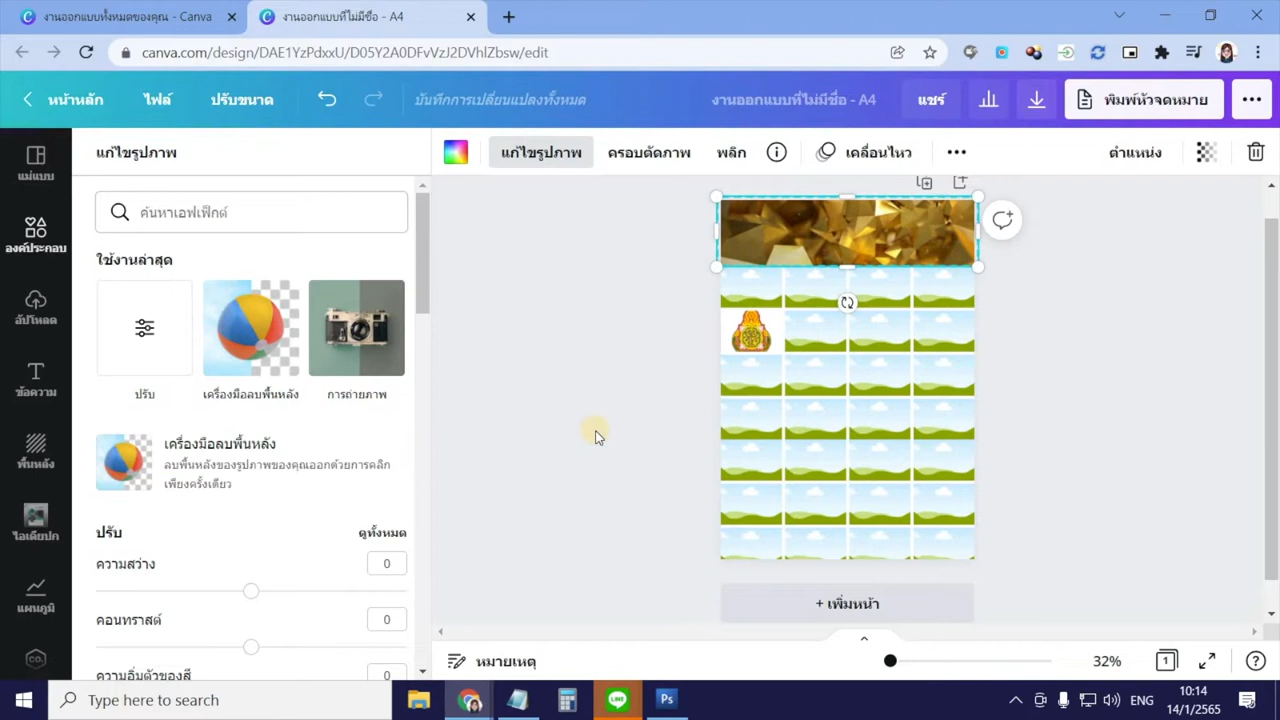 งานออกแบบทั้งหมดของคุณ - Canva
งานออกแบบที่ไม่มีชื่อ - A4
canva.com/design/DAE1YzPdxxU/D05Y2A0DFvVzJ2DVhlZbsw/edit
หน้าหลัก
ไฟล์
ปรับขนาด
บันทึกการเปลี่ยนแปลงทั้งหมด
งานออกแบบที่ไม่มีชื่อ - A4
แชร์
พิมพ์หัวจดหมาย
แม่แบบ
องค์ประกอบ
อัปโหลด
ข้อความ
พื้นหลัง
ไอเดียปก
แผนภูมิ
แก้ไขรูปภาพ
แก้ไขรูปภาพ
ครอบตัดภาพ
พลิก
เคลื่อนไหว
ตำแหน่ง
ค้นหาเอฟเฟ็กต์
ใช้งานล่าสุด
ปรับ
เครื่องมือลบพื้นหลัง
การถ่ายภาพ
เครื่องมือลบพื้นหลัง
ลบพื้นหลังของรูปภาพของคุณออกด้วยการคลิก
เพียงครั้งเดียว
ปรับ
ดูทั้งหมด
ความสว่าง
0
คอนทราสต์
0
ความอิ่มตัวของสี
+ เพิ่มหน้า
หมายเหตุ
32%
1
Type here to search
ENG
10:14
14/1/2565